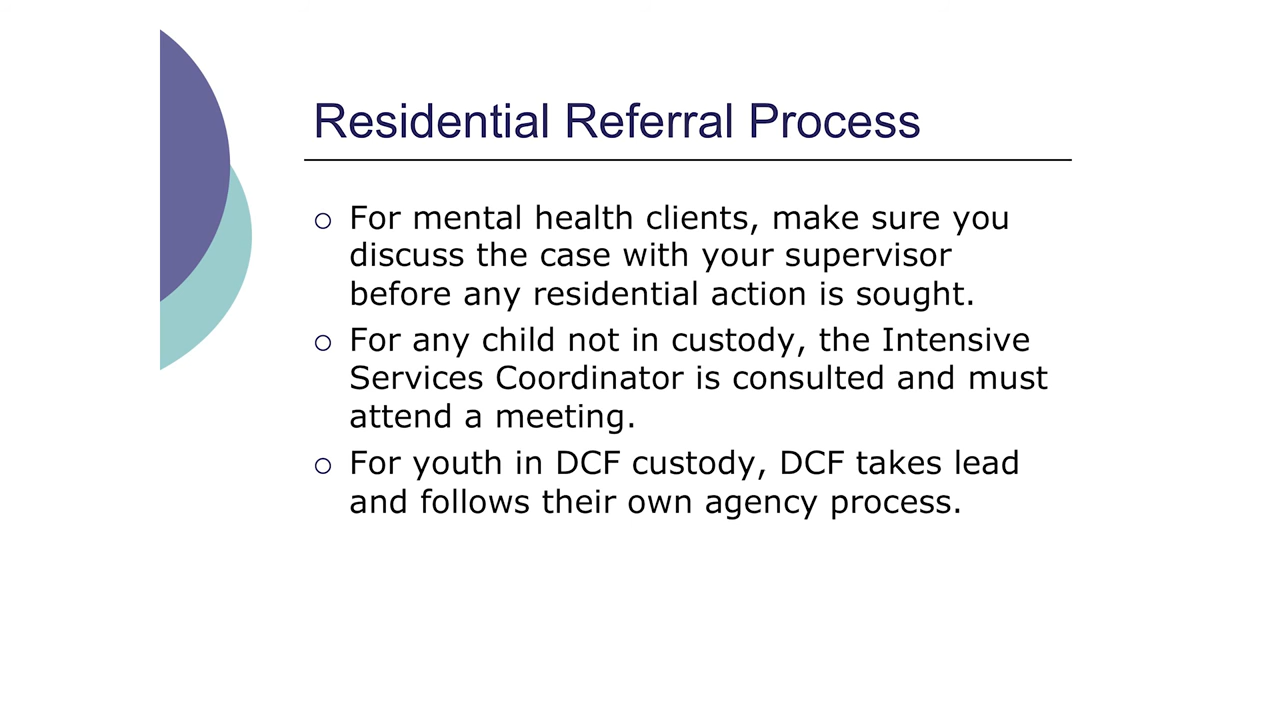 Residential Referral Process
For mental health clients, make sure you
discuss the case with your supervisor
before any residential action is sought.
For any child not in custody, the Intensive
Services Coordinator is consulted and must
attend a meeting.
For youth in DCF custody, DCF takes lead
and follows their own agency process.